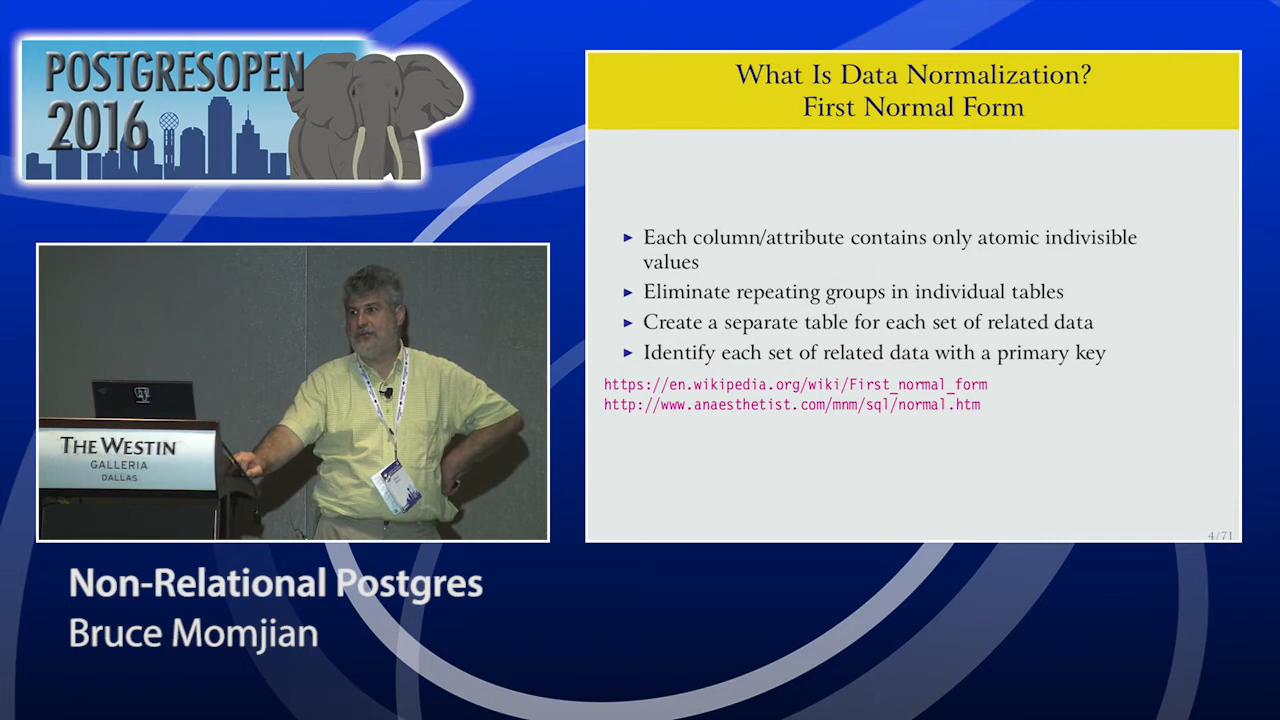 POSTGRESOPEN
2016
What Is Data Normalization?
First Normal Form
► Each column/attribute contains only atomic indivisible
values
► Eliminate repeating groups in individual tables
► Create a separate table for each set of related data
► Identify each set of related data with a primary key
https://en.wikipedia.org/wiki/First_normal_form
http://www.anaesthetist.com/mnm/sql/normal.htm
4/71
THE WESTIN
GALLERIA
DALLAS
Non-Relational Postgres
Bruce Momjian